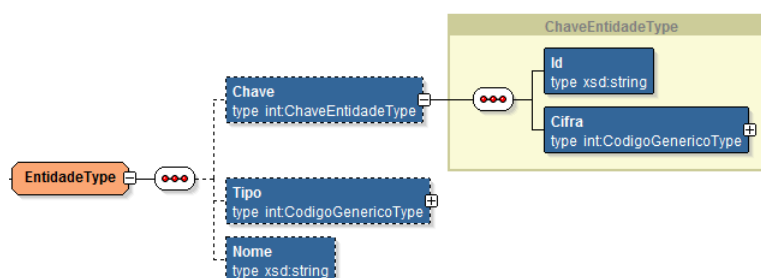 ChaveEntidadeType
Id
type xsd:string
Chave
type int:ChaveEntidadeType
Cifra
type int:CodigoGenericoType
EntidadeType
Tipo
type int:CodigoGenericoType
Nome
type xsd:string